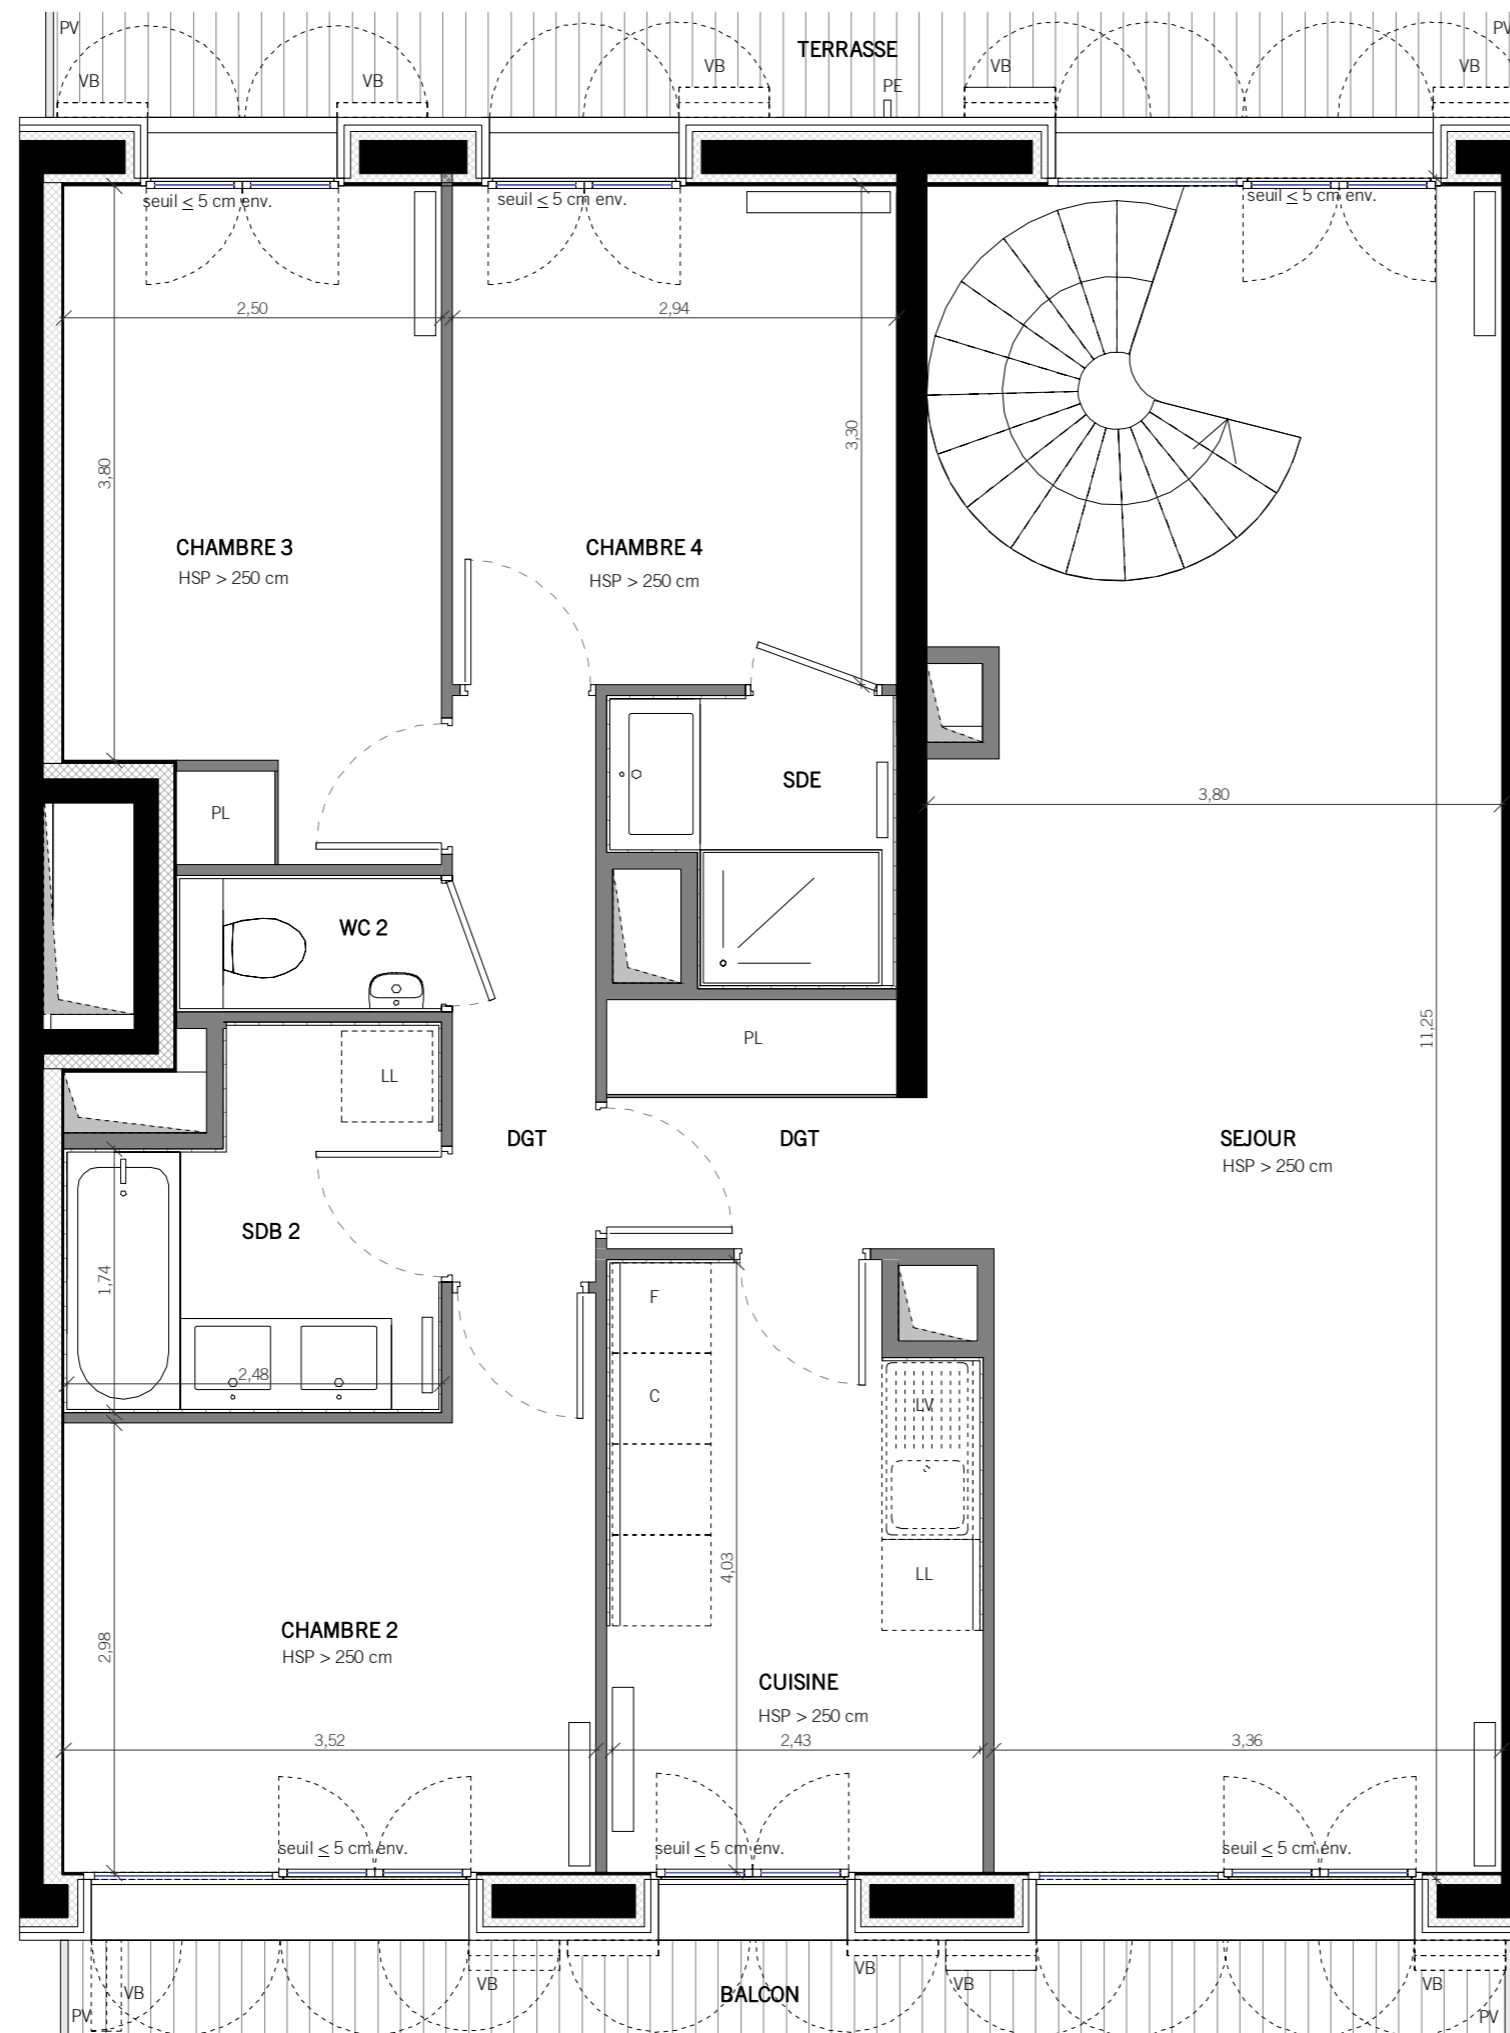 PV
TERRASSE
PV
VB
VB
VB
VB
VB
PE
seuil ≤ 5 cm env.
seuil ≤ 5 cm env.
seuil ≤ 5 cm env.
2,50
2,94
3,80
3,30
CHAMBRE 3
HSP > 250 cm
CHAMBRE 4
HSP > 250 cm
SDE
3,80
PL
WC 2
PL
11,25
LL
DGT
DGT
SEJOUR
HSP > 250 cm
SDB 2
1,74
F
2,48
C
LV
4,03
LL
CHAMBRE 2
HSP > 250 cm
2,98
CUISINE
HSP > 250 cm
3,52
2,43
3,36
seuil ≤ 5 cm env.
seuil ≤ 5 cm env.
seuil ≤ 5 cm env.
VB
VB
VB
VB
VB
BALCON
PV
PV